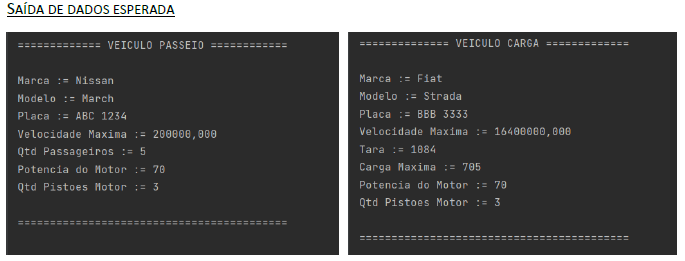 SAÍDA DE DADOS ESPERADA
============= VEICULO PASSEIO ============
Marca := Nissan
Modelo := March
Placa := ABC 1234
Velocidade Maxima := 200000,000
Qtd Passageiros := 5
Potencia do Motor := 70
Qtd Pistoes Motor := 3
==========================================
============== VEICULO CARGA =============
Marca := Fiat
Modelo := Strada
Placa := BBB 3333
Velocidade Maxima := 16400000,000
Tara := 1084
Carga Maxima := 705
Potencia do Motor := 70
Qtd Pistoes Motor := 3
==========================================